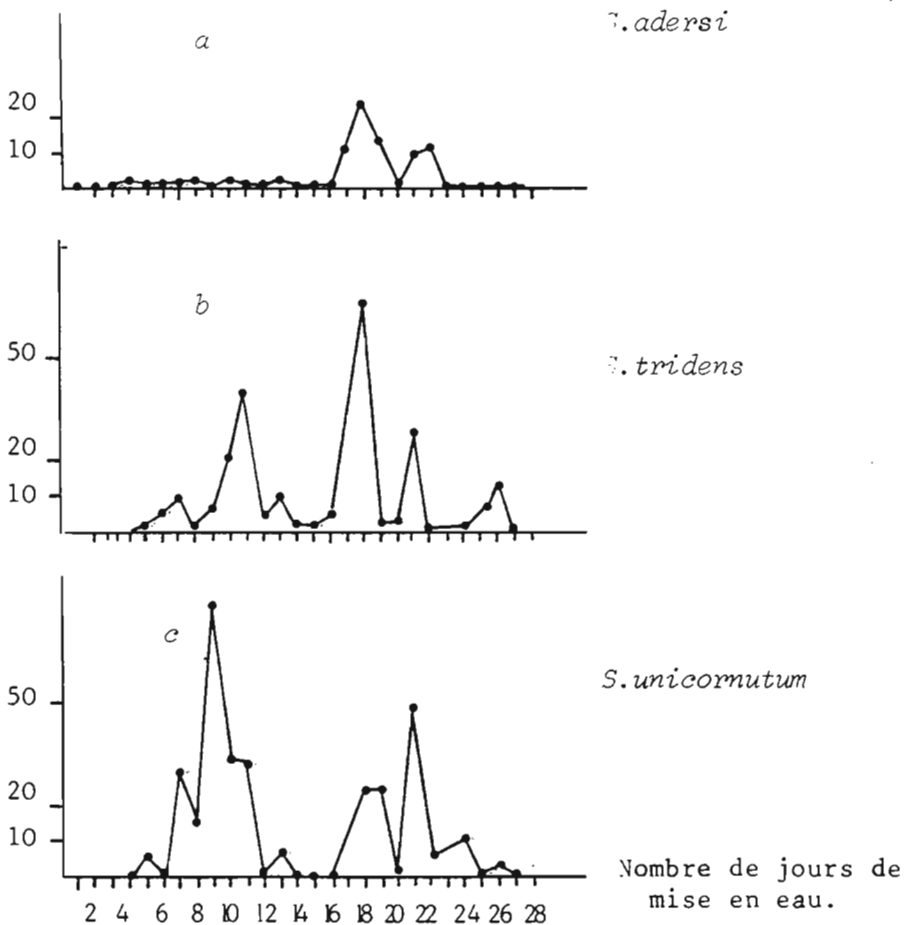 a
S.adersi
20
10
b
50
S.tridens
20
10
c
S.unicornutum
50
20
10
Nombre de jours de
mise en eau.
2 4 6 8 10 12 14 16 18 20 22 24 26 28